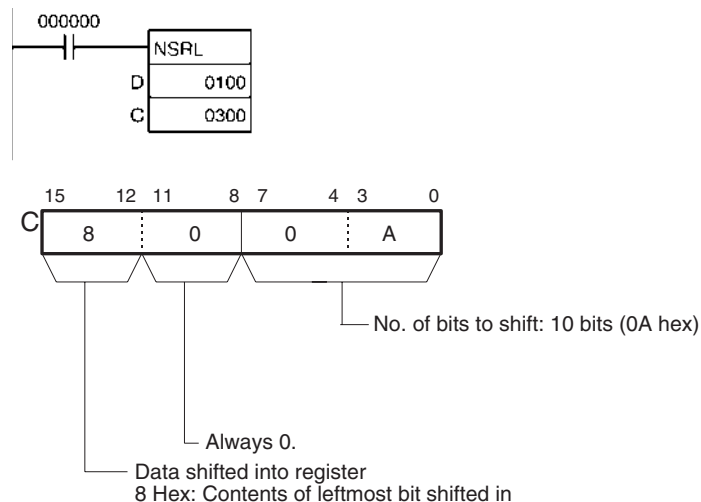 000000
NSRL
D 0100
C 0300
15 12 11 8 7 4 3 0
C 8 0 0 A
No. of bits to shift: 10 bits (0A hex)
Always 0.
Data shifted into register
8 Hex: Contents of leftmost bit shifted in